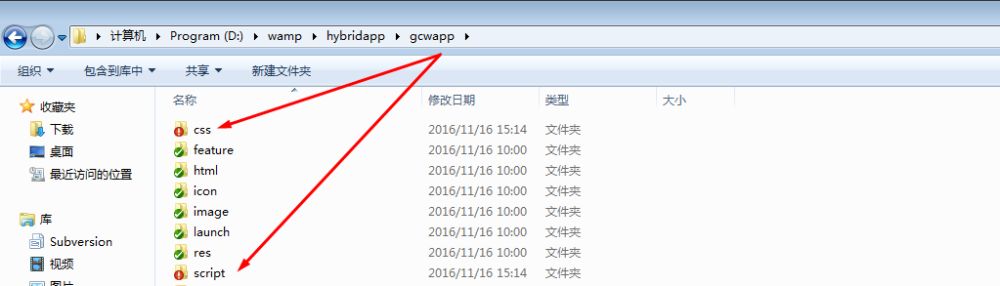 计算机 Program (D:) wamp hybridapp gcwapp
组织 包含到库中 共享 新建文件夹
收藏夹
下载
桌面
最近访问的位置
库
Subversion
视频
图片
名称 修改日期 类型 大小
css 2016/11/16 15:14 文件夹
feature 2016/11/16 10:00 文件夹
html 2016/11/16 10:00 文件夹
icon 2016/11/16 10:00 文件夹
image 2016/11/16 10:00 文件夹
launch 2016/11/16 10:00 文件夹
res 2016/11/16 10:00 文件夹
script 2016/11/16 15:14 文件夹